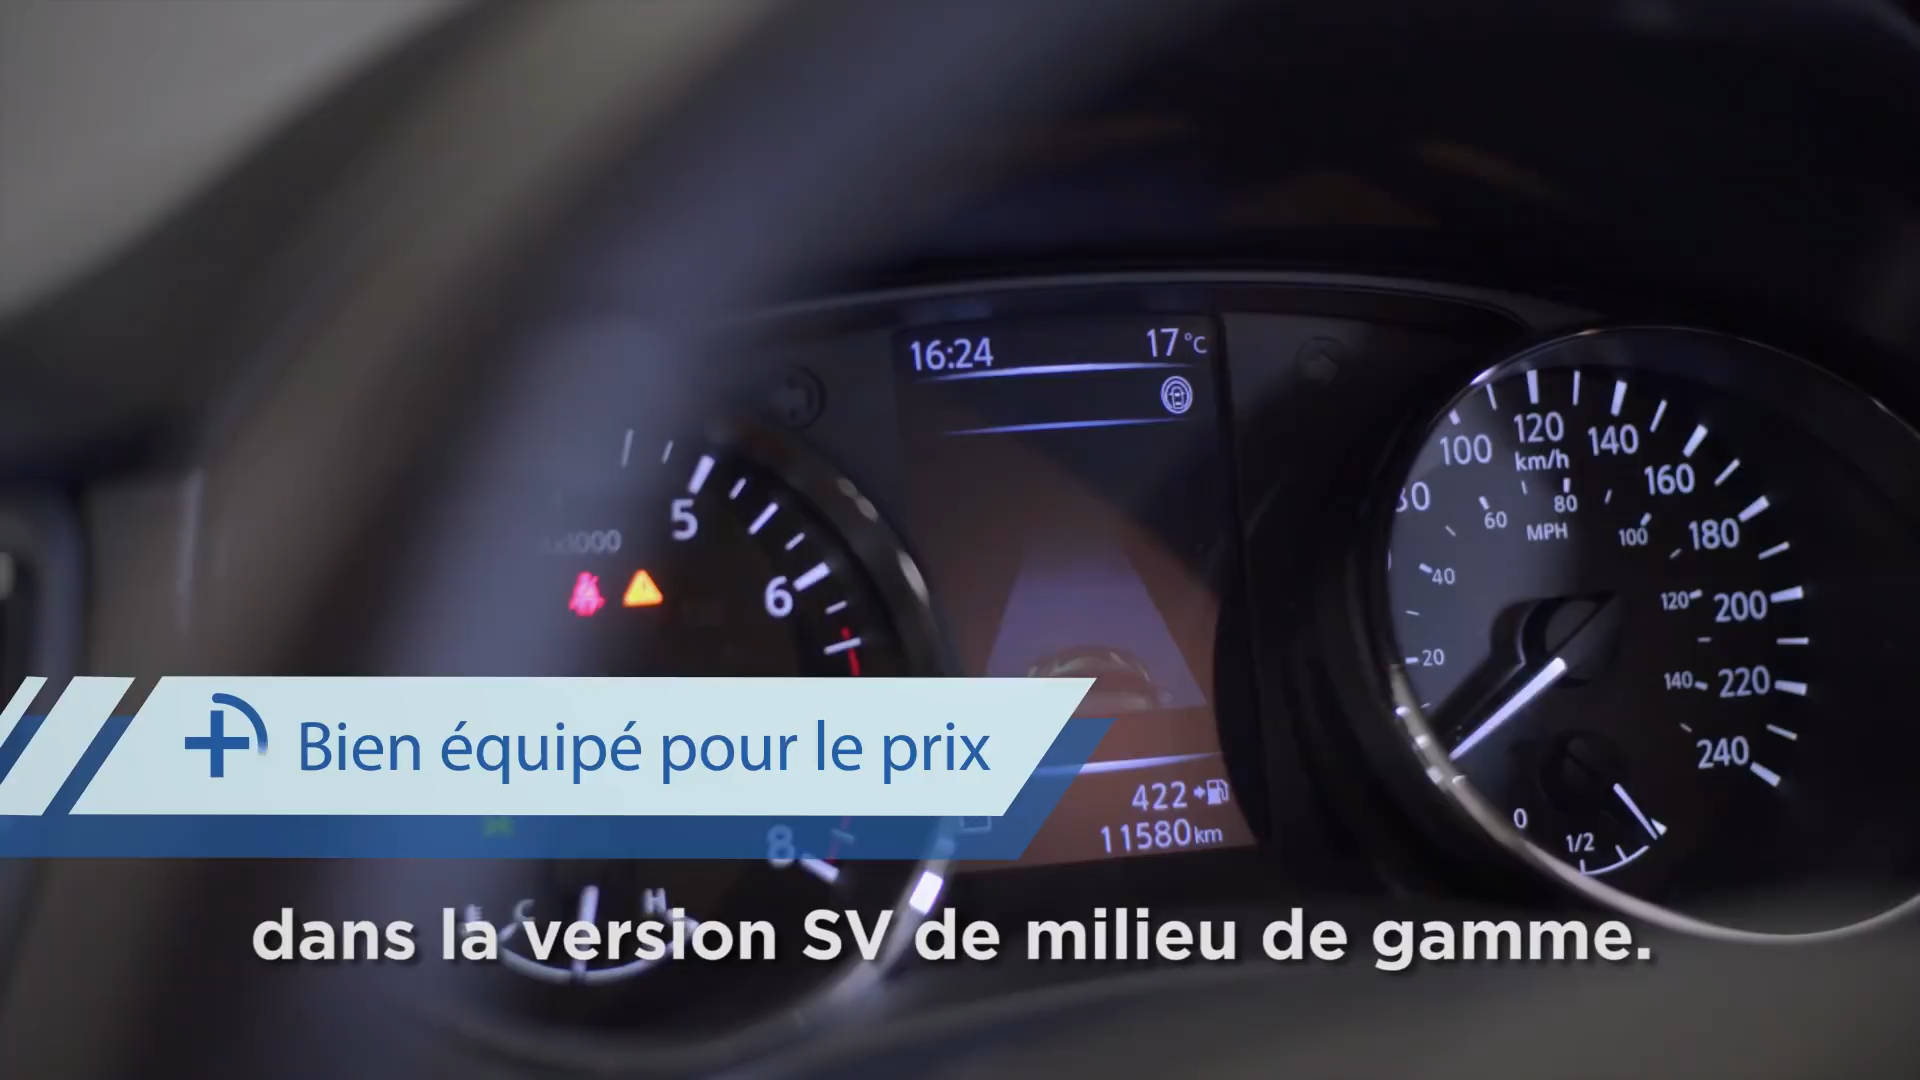 16:24 17°C
100 120 140
km/h
160
80
60 80
5
MPH 100 180
x1000
6
40
120 200
20
140 220
Bien équipé pour le prix
240
422
11580km
0 1/2
8
C H
dans la version SV de milieu de gamme.